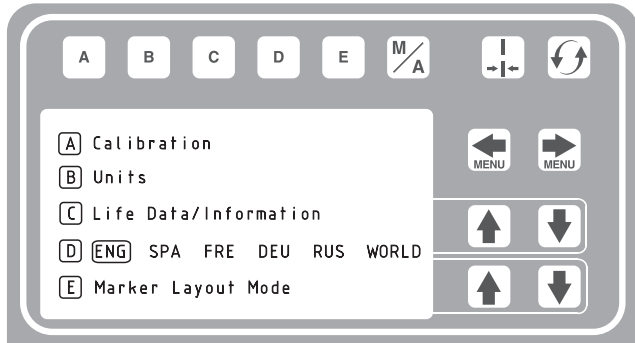 A B C D E M/A
A Calibration
MENU MENU
B Units
C Life Data/Information
D ENG SPA FRE DEU RUS WORLD
E Marker Layout Mode